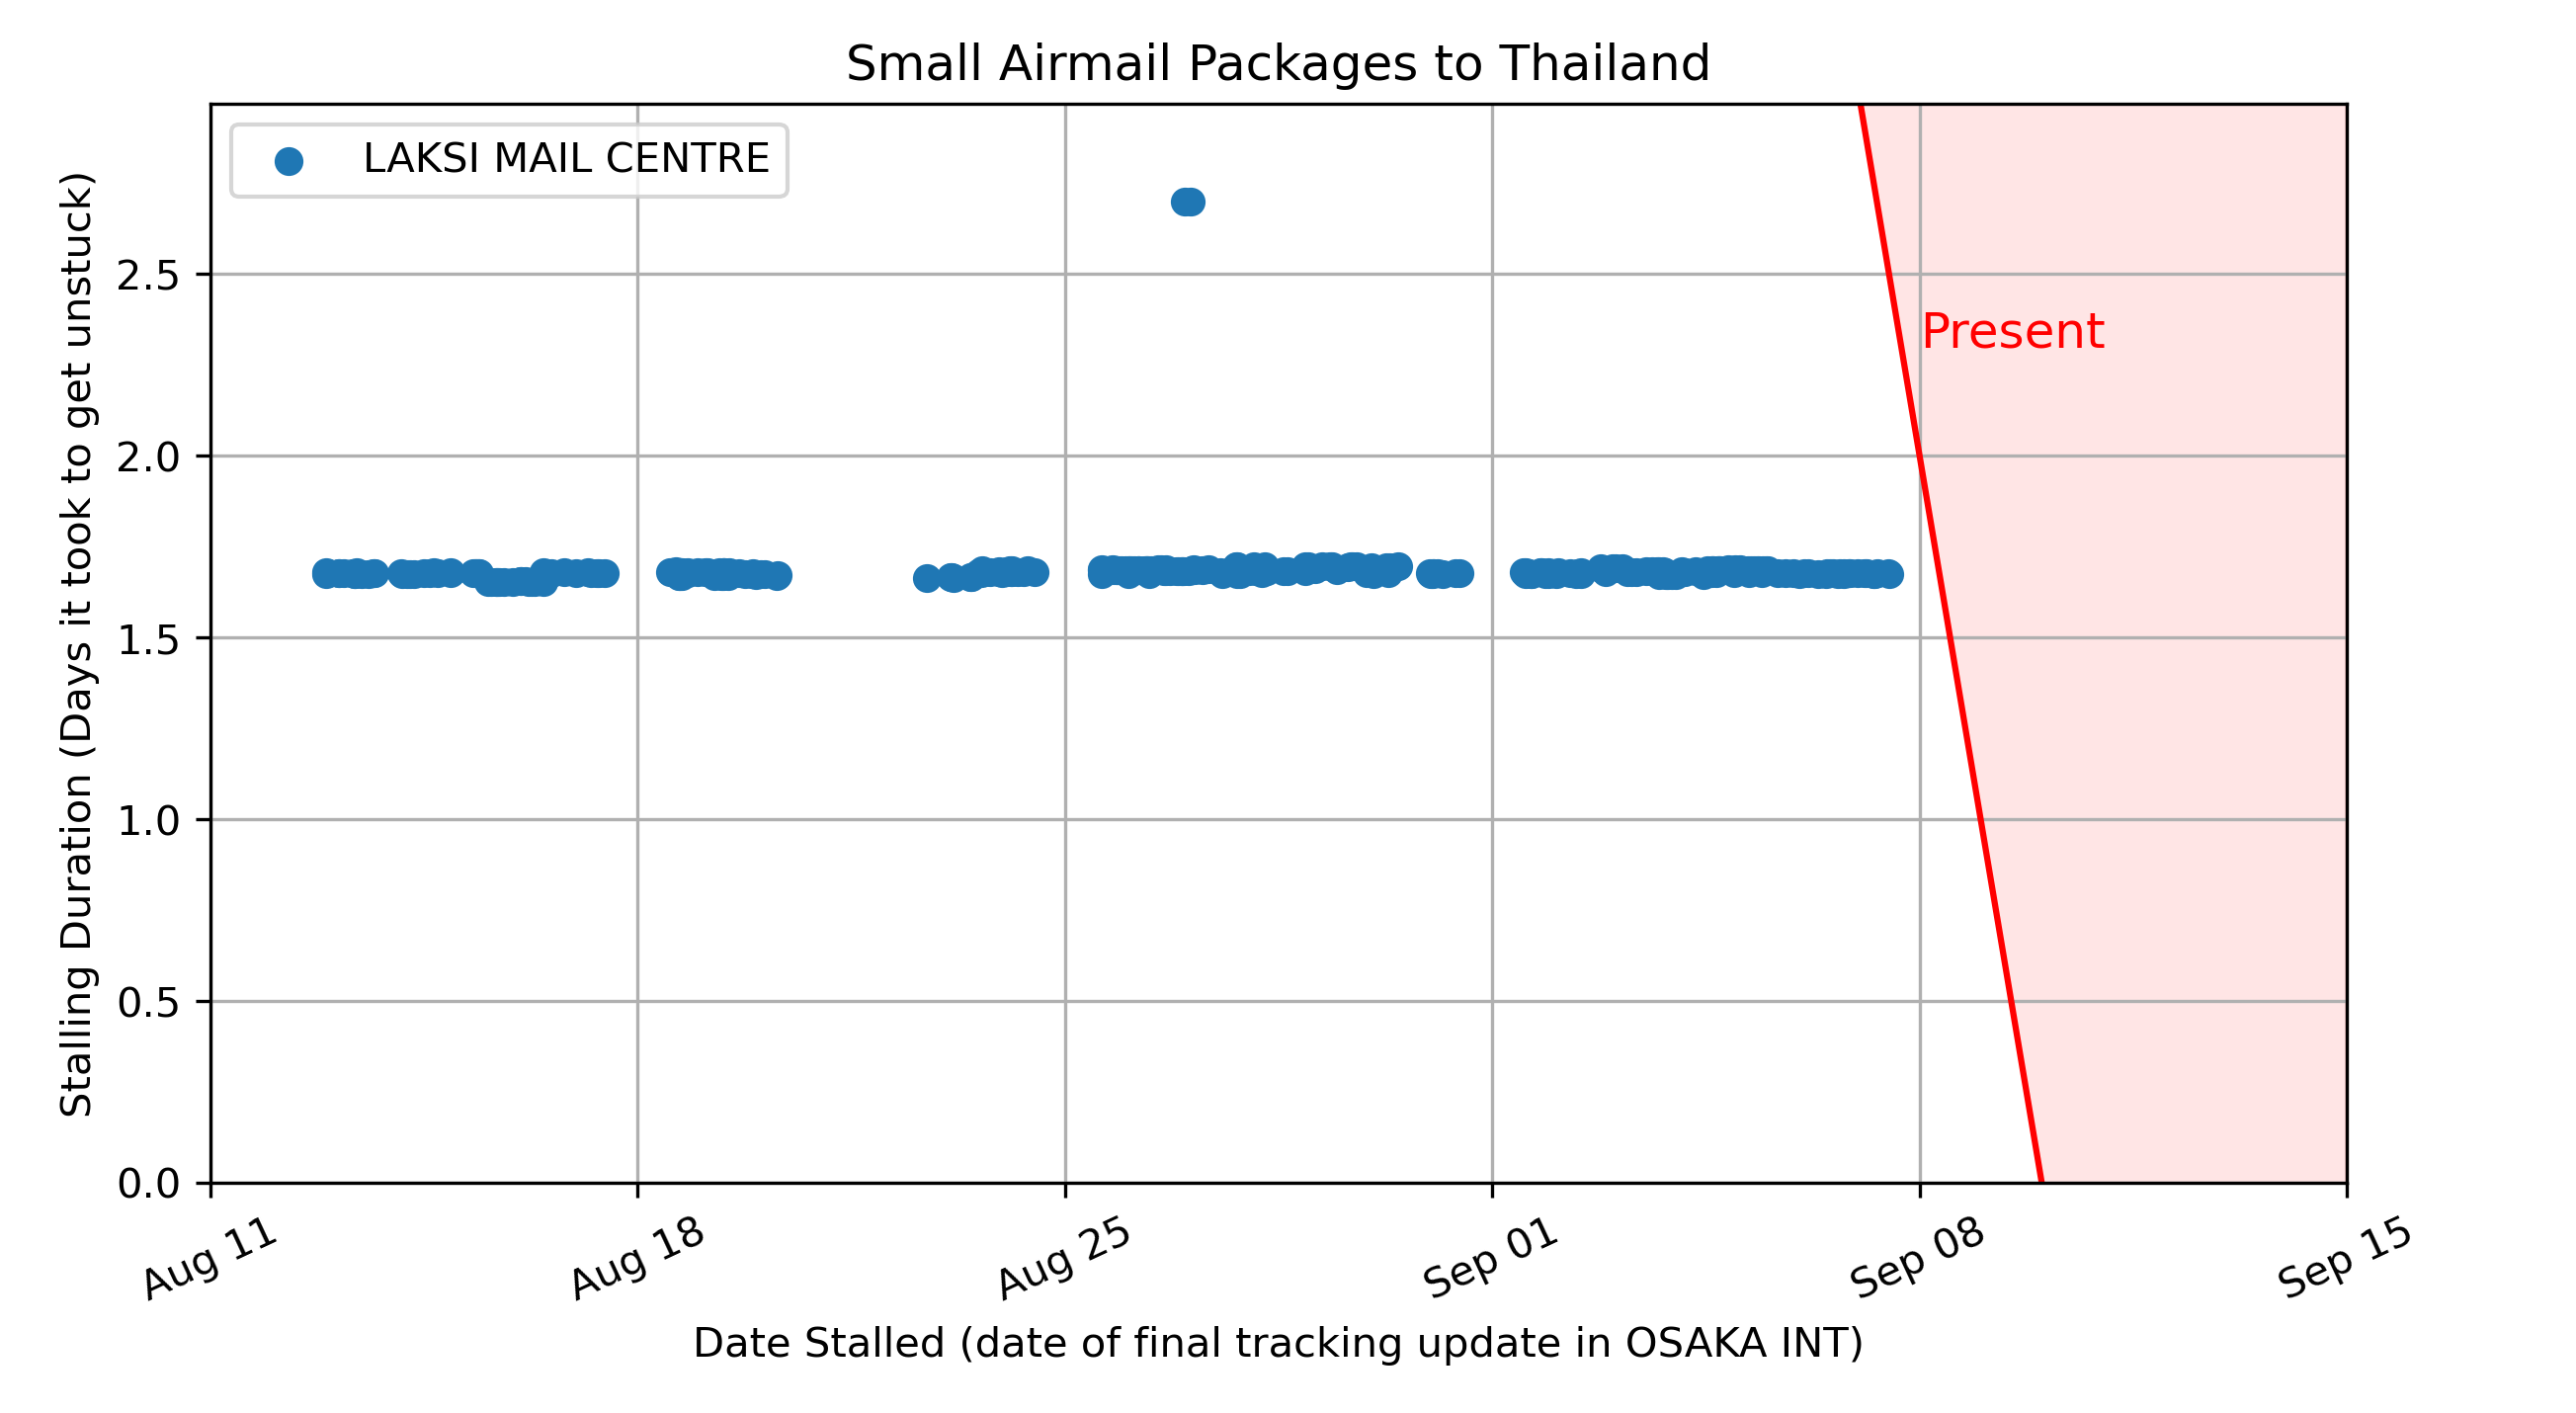 Small Airmail Packages to Thailand
LAKSI MAIL CENTRE
Present
Stalling Duration (Days it took to get unstuck)
2.5
2.0
1.5
1.0
0.5
0.0
Aug 11
Aug 18
Aug 25
Sep 01
Sep 08
Sep 15
Date Stalled (date of final tracking update in OSAKA INT)